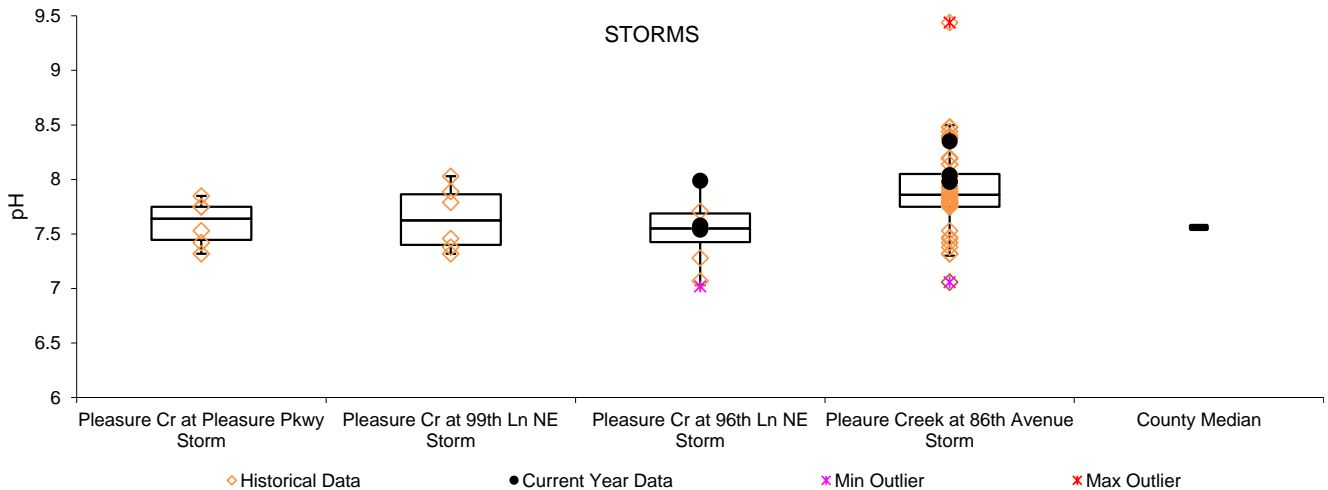 STORMS
pH
9.5
9
8.5
8
7.5
7
6.5
6
Pleasure Cr at Pleasure Pkwy
Storm
Pleasure Cr at 99th Ln NE
Storm
Pleasure Cr at 96th Ln NE
Storm
Pleaure Creek at 86th Avenue
Storm
County Median
Historical Data
Current Year Data
Min Outlier
Max Outlier